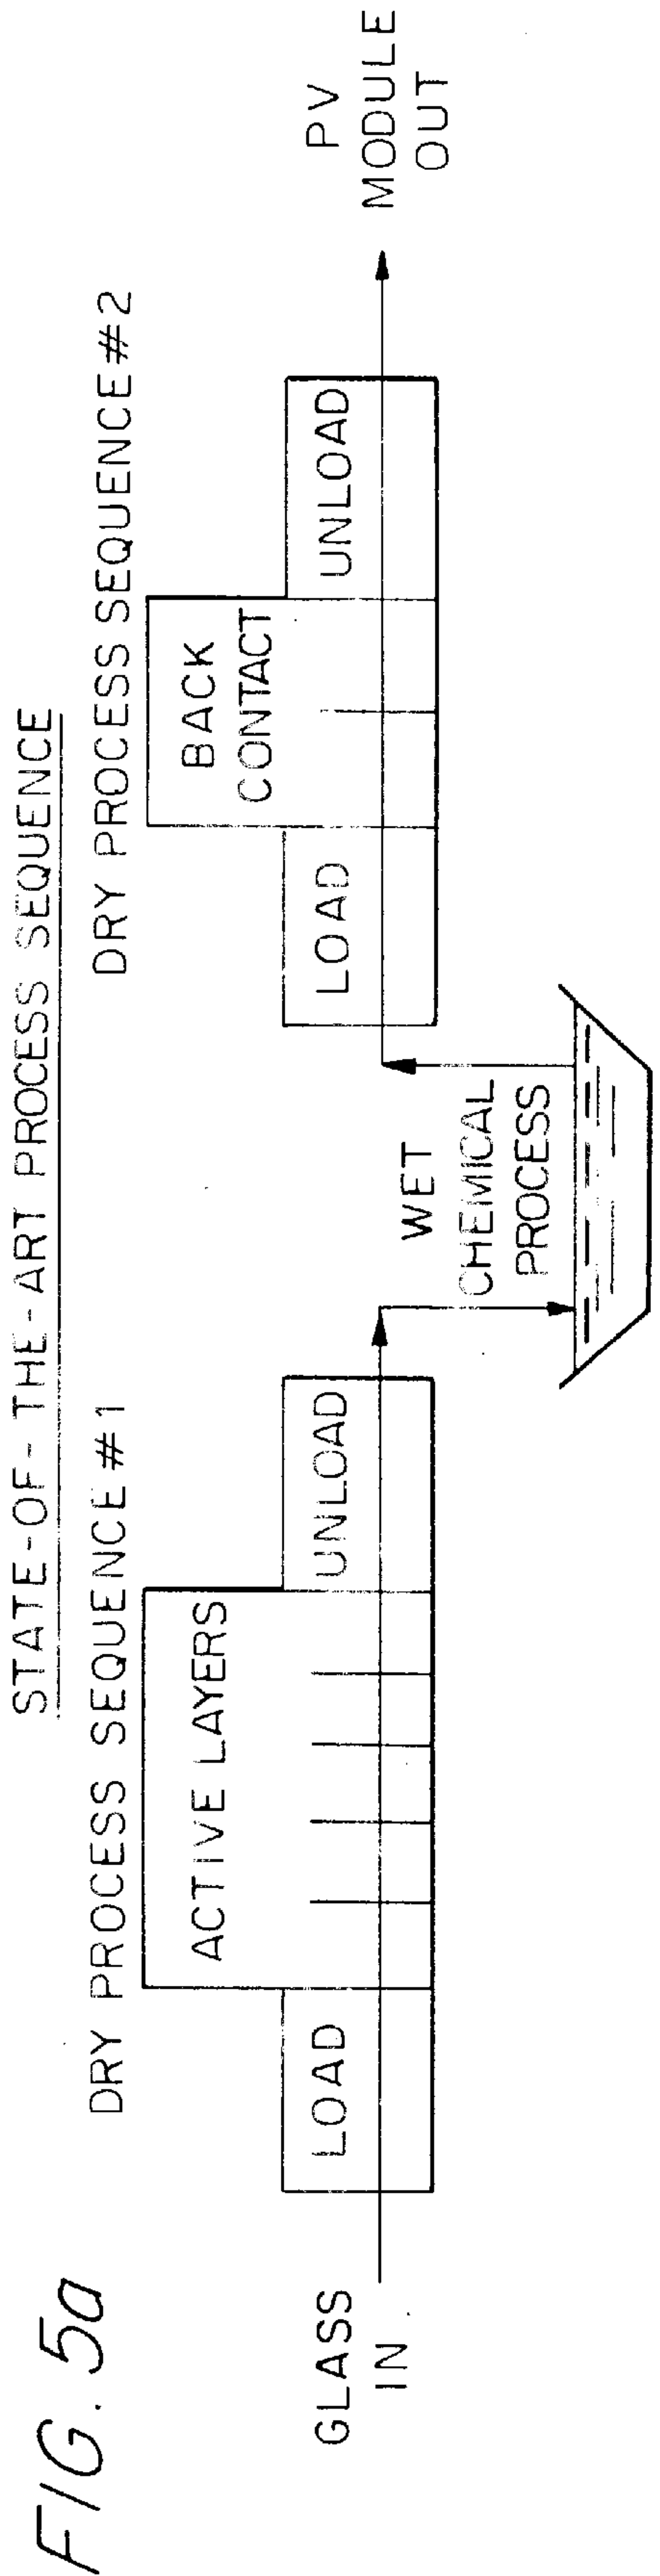 FIG. 5a
STATE-OF-THE-ART PROCESS SEQUENCE
DRY PROCESS SEQUENCE #1
DRY PROCESS SEQUENCE #2
GLASS
IN
LOAD
ACTIVE LAYERS
UNLOAD
WET
CHEMICAL
PROCESS
LOAD
BACK
CONTACT
UNLOAD
PV
MODULE
OUT